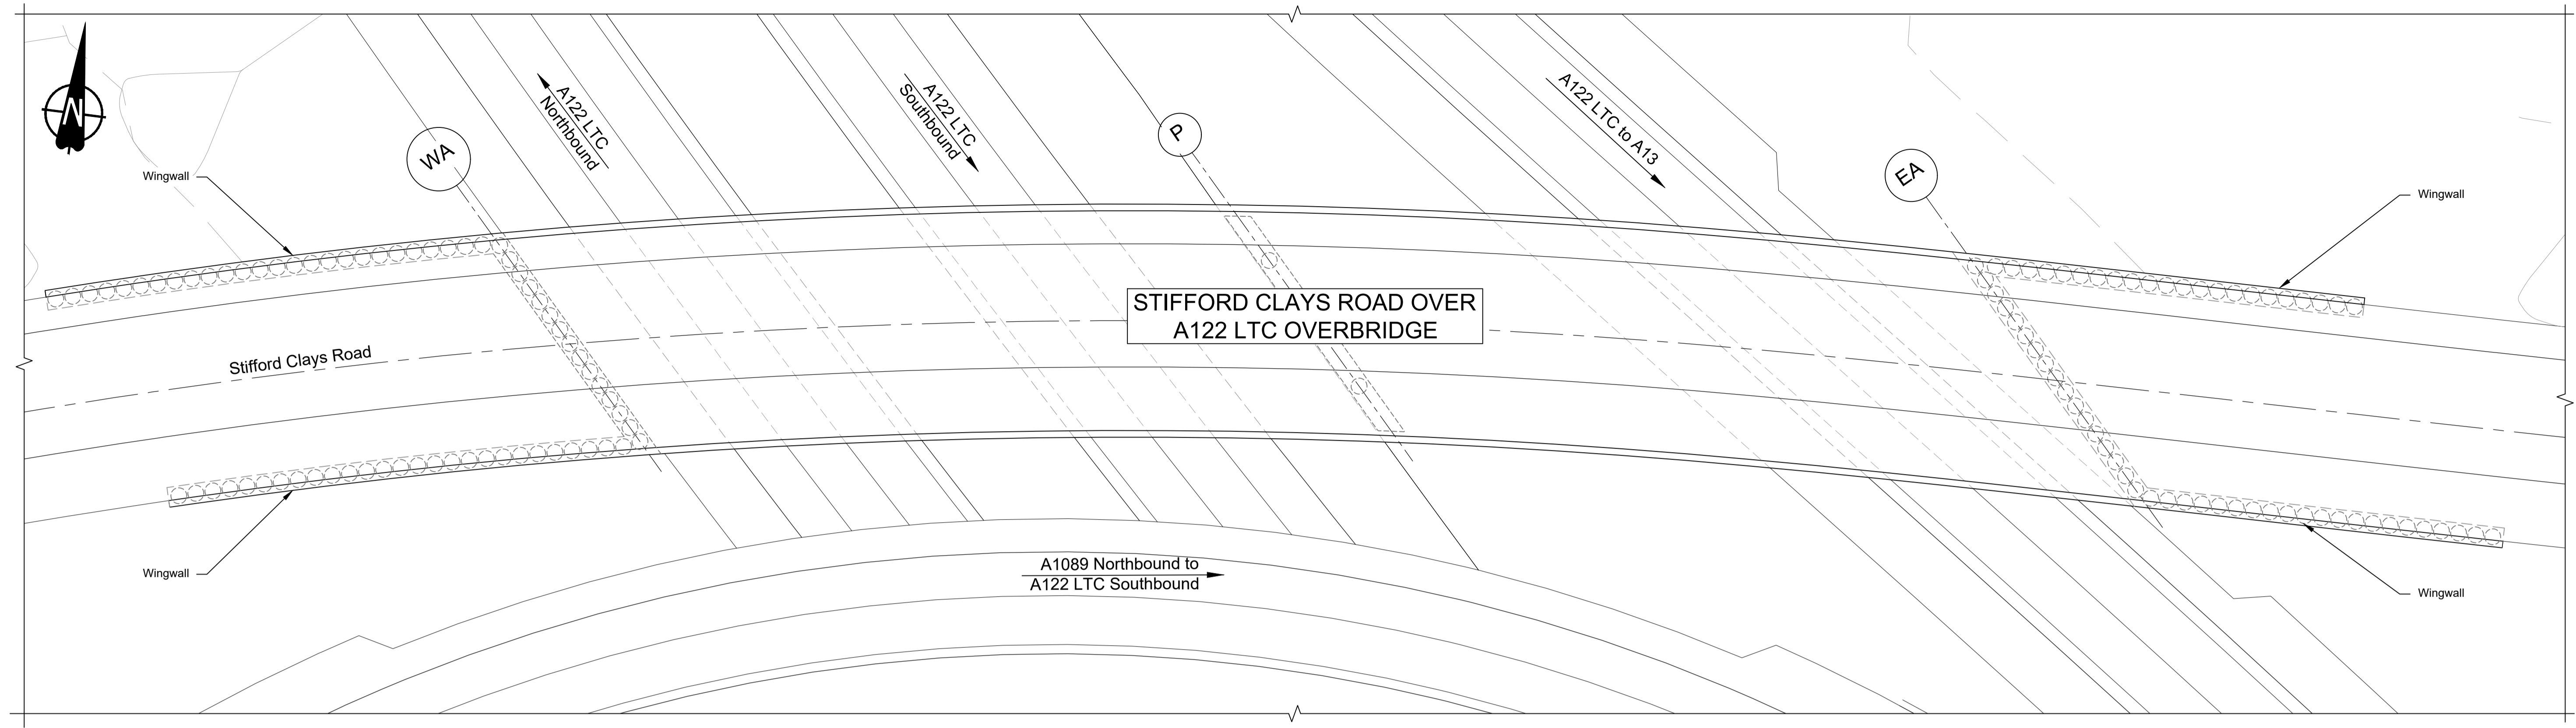 N
A122 LTC
Northbound
A122 LTC
Southbound
A122 LTC to A13
WA
P
EA
Wingwall
Wingwall
STIFFORD CLAYS ROAD OVER
A122 LTC OVERBRIDGE
Stifford Clays Road
Wingwall
A1089 Northbound to
A122 LTC Southbound
Wingwall